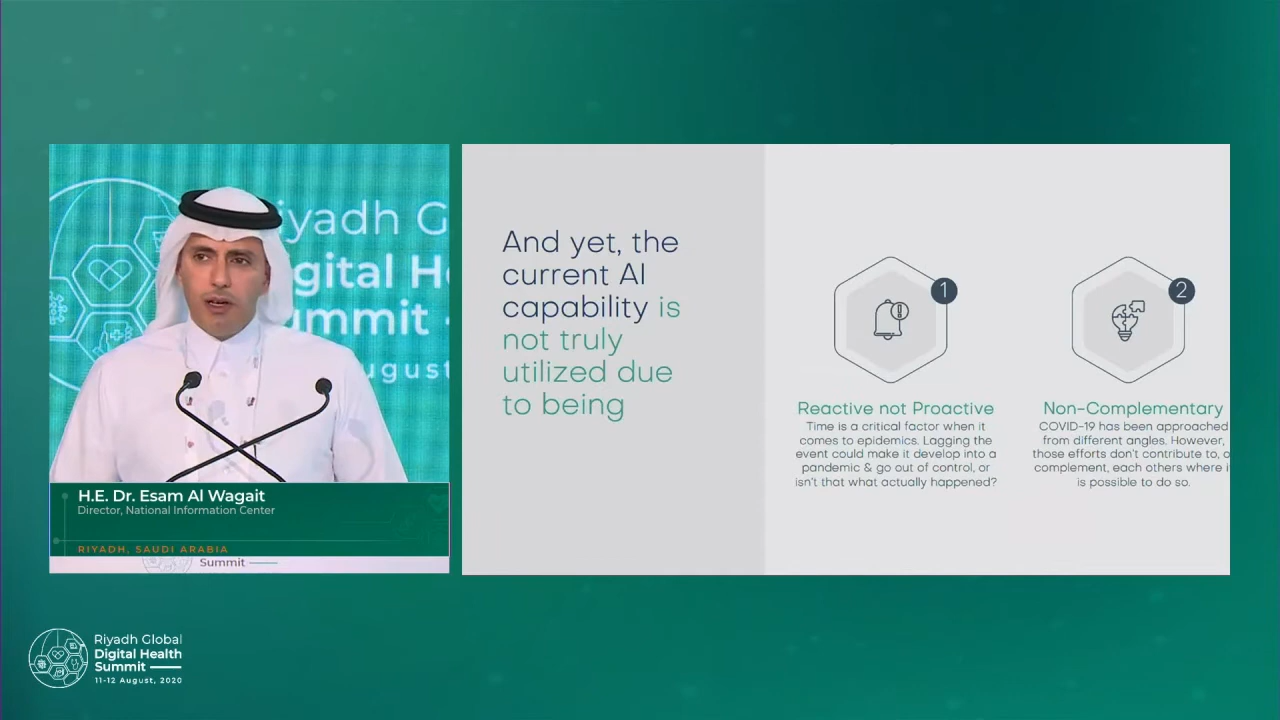 iyadh G
igital He
ummit
ugust
H.E. Dr. Esam Al Wagait
Director, National Information Center
RIYADH, SAUDI ARABIA
Summit
And yet, the
current AI
capability is
not truly
utilized due
to being
1
Reactive not Proactive
Time is a critical factor when it
comes to epidemics. Lagging the
event could make it develop into a
pandemic & go out of control, or
isn't that what actually happened?
2
Non-Complementary
COVID-19 has been approached
from different angles. However,
those efforts don't contribute to, o
complement, each others where i
is possible to do so.
Riyadh Global
Digital Health
Summit
11-12 August, 2020